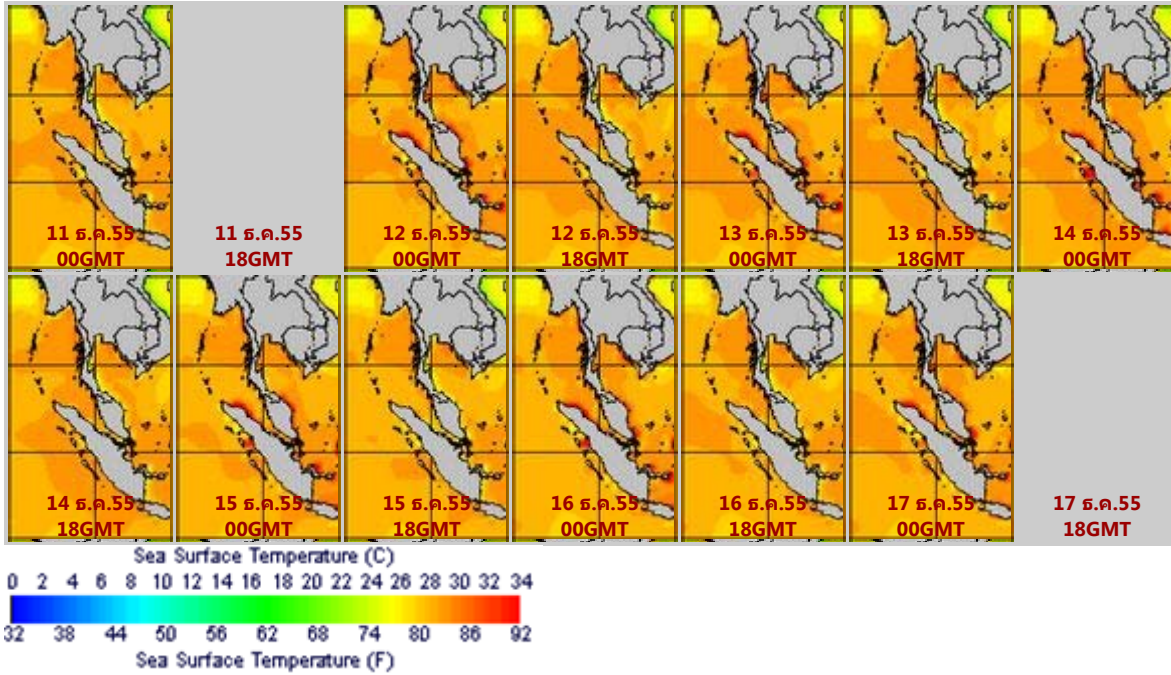 11 ธ.ค.55
00GMT
11 ธ.ค.55
18GMT
12 ธ.ค.55
00GMT
12 ธ.ค.55
18GMT
13 ธ.ค.55
00GMT
13 ธ.ค.55
18GMT
14 ธ.ค.55
00GMT
14 ธ.ค.55
18GMT
15 ธ.ค.55
00GMT
15 ธ.ค.55
18GMT
16 ธ.ค.55
00GMT
16 ธ.ค.55
18GMT
17 ธ.ค.55
00GMT
17 ธ.ค.55
18GMT
Sea Surface Temperature (C)
0 2 4 6 8 10 12 14 16 18 20 22 24 26 28 30 32 34
32 38 44 50 56 62 68 74 80 86 92
Sea Surface Temperature (F)